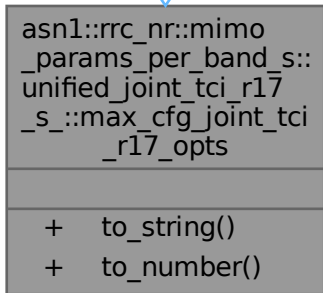 asn1::rrc_nr::mimo
_params_per_band_s::
unified_joint_tci_r17
_s_::max_cfg_joint_tci
_r17_opts
+ to_string()
+ to_number()